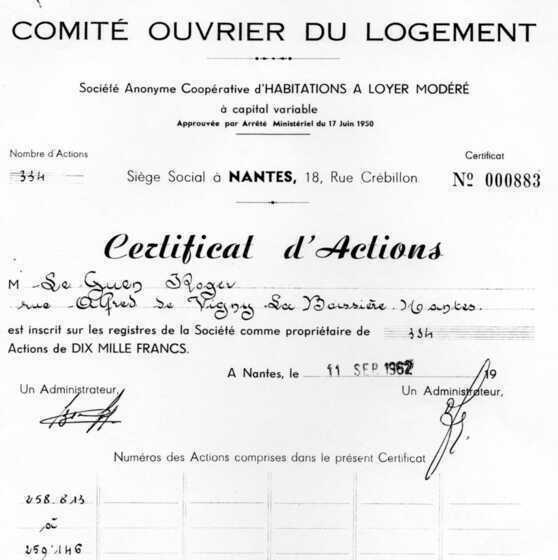 COMITÉ OUVRIER DU LOGEMENT
Société Anonyme Coopérative d'HABITATIONS A LOYER MODÉRÉ
à capital variable
Approuvée par Arrêté Ministériel du 17 Juin 1950
Nombre d'Actions
334
Siège Social à NANTES, 18, Rue Crébillon
Certificat
No 000883
Certificat d'Actions
M Le Guen Roger
rue Alfred de Vigny La Boissière Nantes.
est inscrit sur les registres de la Société comme propriétaire de 334
Actions de DIX MILLE FRANCS.
A Nantes, le 11 SEP 1962 19
Un Administrateur,
Un Administrateur,
Numéros des Actions comprises dans le présent Certificat
258.813
à
259.146